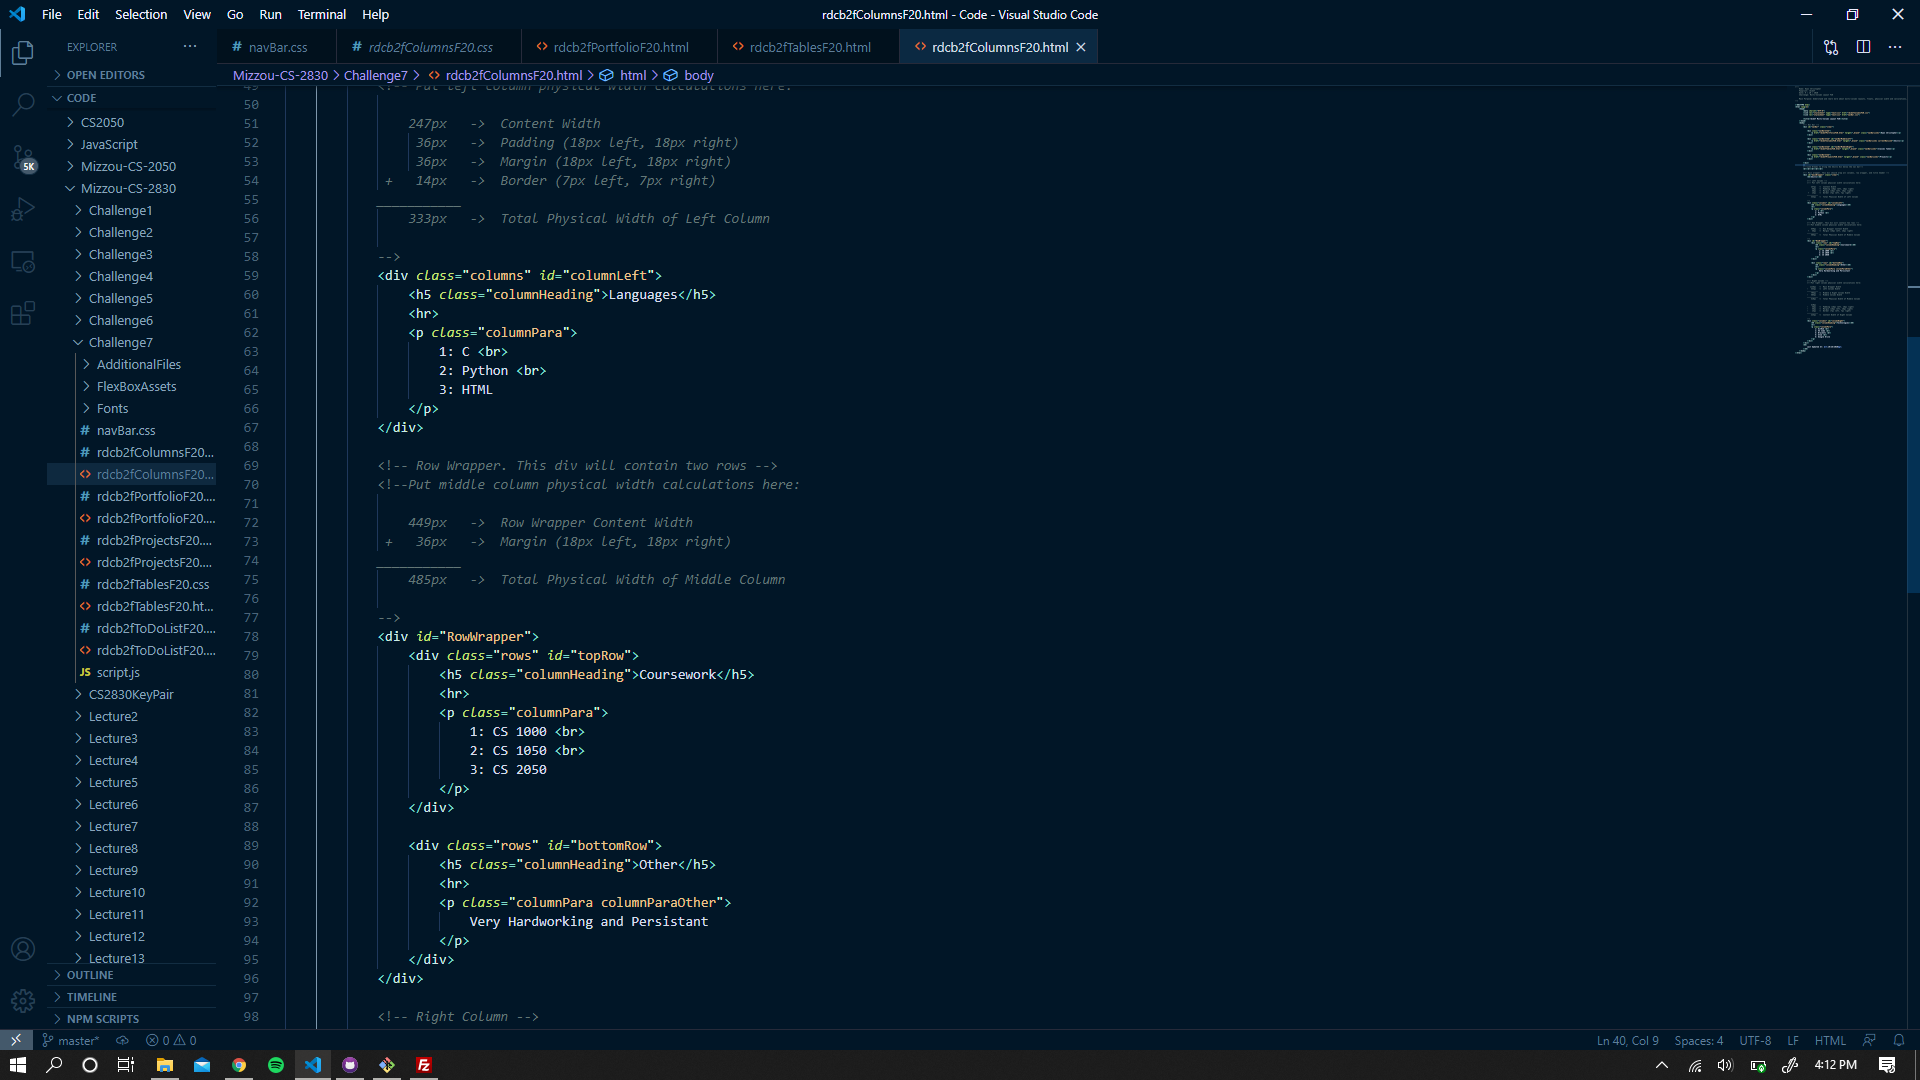 File Edit Selection View Go Run Terminal Help
rdcb2fColumnsF20.html - Code - Visual Studio Code
EXPLORER
navBar.css
rdcb2fColumnsF20.css
rdcb2fPortfolioF20.html
rdcb2fTablesF20.html
rdcb2fColumnsF20.html
OPEN EDITORS
Mizzou-CS-2830 > Challenge7 > rdcb2fColumnsF20.html > html > body
CODE
CS2050
JavaScript
Mizzou-CS-2050
Mizzou-CS-2830
Challenge1
Challenge2
Challenge3
Challenge4
Challenge5
Challenge6
Challenge7
AdditionalFiles
FlexBoxAssets
Fonts
navBar.css
rdcb2fColumnsF20...
rdcb2fColumnsF20...
rdcb2fPortfolioF20....
rdcb2fPortfolioF20....
rdcb2fProjectsF20....
rdcb2fProjectsF20....
rdcb2fTablesF20.css
rdcb2fTablesF20.ht...
rdcb2fToDoListF20....
rdcb2fToDoListF20....
JS script.js
CS2830KeyPair
Lecture2
Lecture3
Lecture4
Lecture5
Lecture6
Lecture7
Lecture8
Lecture9
Lecture10
Lecture11
Lecture12
Lecture13
OUTLINE
TIMELINE
NPM SCRIPTS
5K
49 <!-- Put left column physical width calculations here:
50
51 247px -> Content Width
52 36px -> Padding (18px left, 18px right)
53 36px -> Margin (18px left, 18px right)
54 + 14px -> Border (7px left, 7px right)
55 ___________
56 333px -> Total Physical Width of Left Column
57
58 -->
59 <div class="columns" id="columnLeft">
60 <h5 class="columnHeading">Languages</h5>
61 <hr>
62 <p class="columnPara">
63 1: C <br>
64 2: Python <br>
65 3: HTML
66 </p>
67 </div>
68
69 <!-- Row Wrapper. This div will contain two rows -->
70 <!--Put middle column physical width calculations here:
71
72 449px -> Row Wrapper Content Width
73 + 36px -> Margin (18px left, 18px right)
74 ___________
75 485px -> Total Physical Width of Middle Column
76
77 -->
78 <div id="RowWrapper">
79 <div class="rows" id="topRow">
80 <h5 class="columnHeading">Coursework</h5>
81 <hr>
82 <p class="columnPara">
83 1: CS 1000 <br>
84 2: CS 1050 <br>
85 3: CS 2050
86 </p>
87 </div>
88
89 <div class="rows" id="bottomRow">
90 <h5 class="columnHeading">Other</h5>
91 <hr>
92 <p class="columnPara columnParaOther">
93 Very Hardworking and Persistant
94 </p>
95 </div>
96 </div>
97
98 <!-- Right Column -->
master* 0 0
Ln 40, Col 9 Spaces: 4 UTF-8 LF HTML
4:12 PM